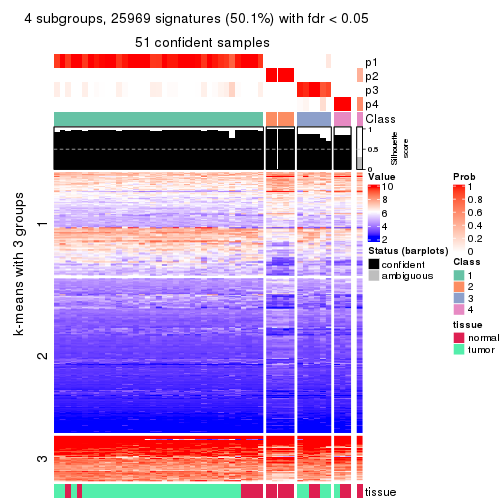 4 subgroups, 25969 signatures (50.1%) with fdr < 0.05
51 confident samples
p1
p2
p3
p4
Class
1
0.5
0
Silhouette
score
k-means with 3 groups
1
2
3
tissue
Value
10
8
6
4
2
Status (barplots)
confident
ambiguous
Prob
1
0.8
0.6
0.4
0.2
0
Class
1
2
3
4
tissue
normal
tumor